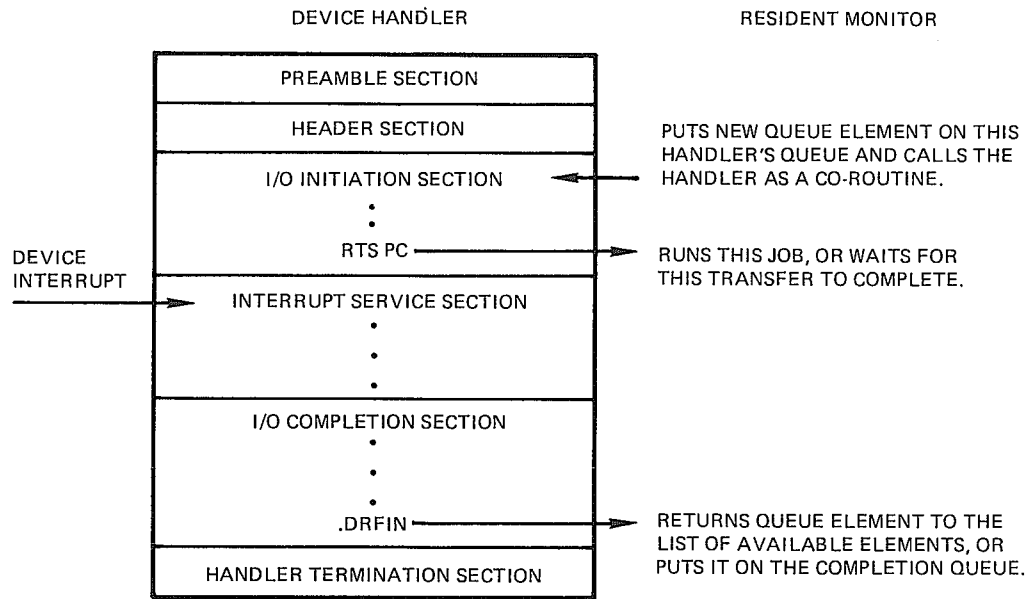 DEVICE HANDLER
RESIDENT MONITOR
PREAMBLE SECTION
HEADER SECTION
PUTS NEW QUEUE ELEMENT ON THIS
HANDLER'S QUEUE AND CALLS THE
HANDLER AS A CO-ROUTINE.
I/O INITIATION SECTION
RTS PC
RUNS THIS JOB, OR WAITS FOR
THIS TRANSFER TO COMPLETE.
DEVICE
INTERRUPT
INTERRUPT SERVICE SECTION
I/O COMPLETION SECTION
.DRFIN
RETURNS QUEUE ELEMENT TO THE
LIST OF AVAILABLE ELEMENTS, OR
PUTS IT ON THE COMPLETION QUEUE.
HANDLER TERMINATION SECTION